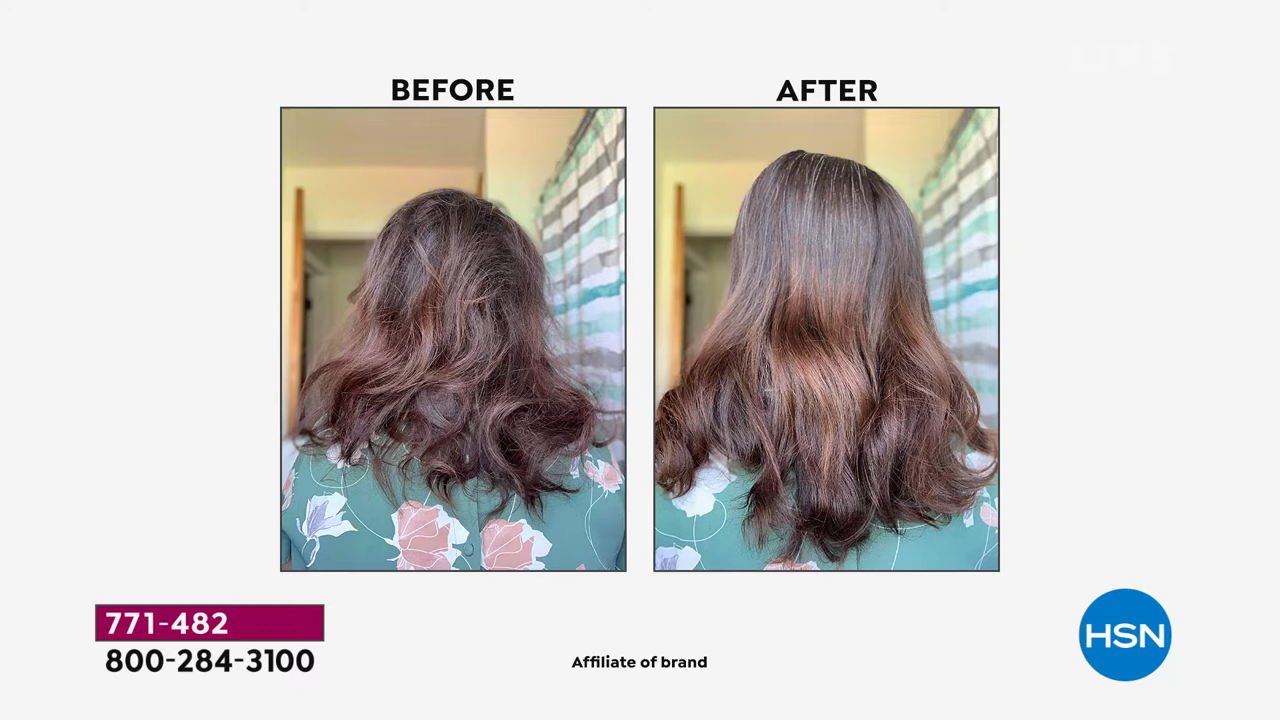 BEFORE
AFTER
771-482
800-284-3100
Affiliate of brand
HSN